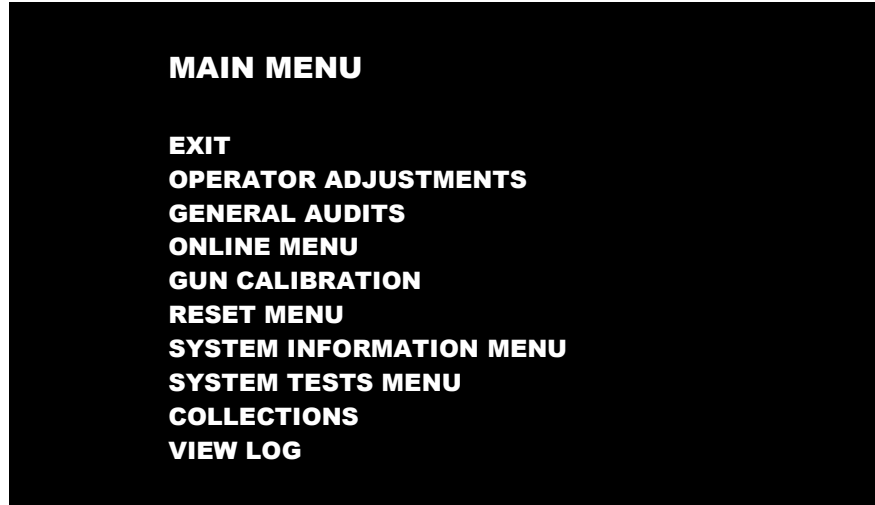 MAIN MENU
EXIT
OPERATOR ADJUSTMENTS
GENERAL AUDITS
ONLINE MENU
GUN CALIBRATION
RESET MENU
SYSTEM INFORMATION MENU
SYSTEM TESTS MENU
COLLECTIONS
VIEW LOG